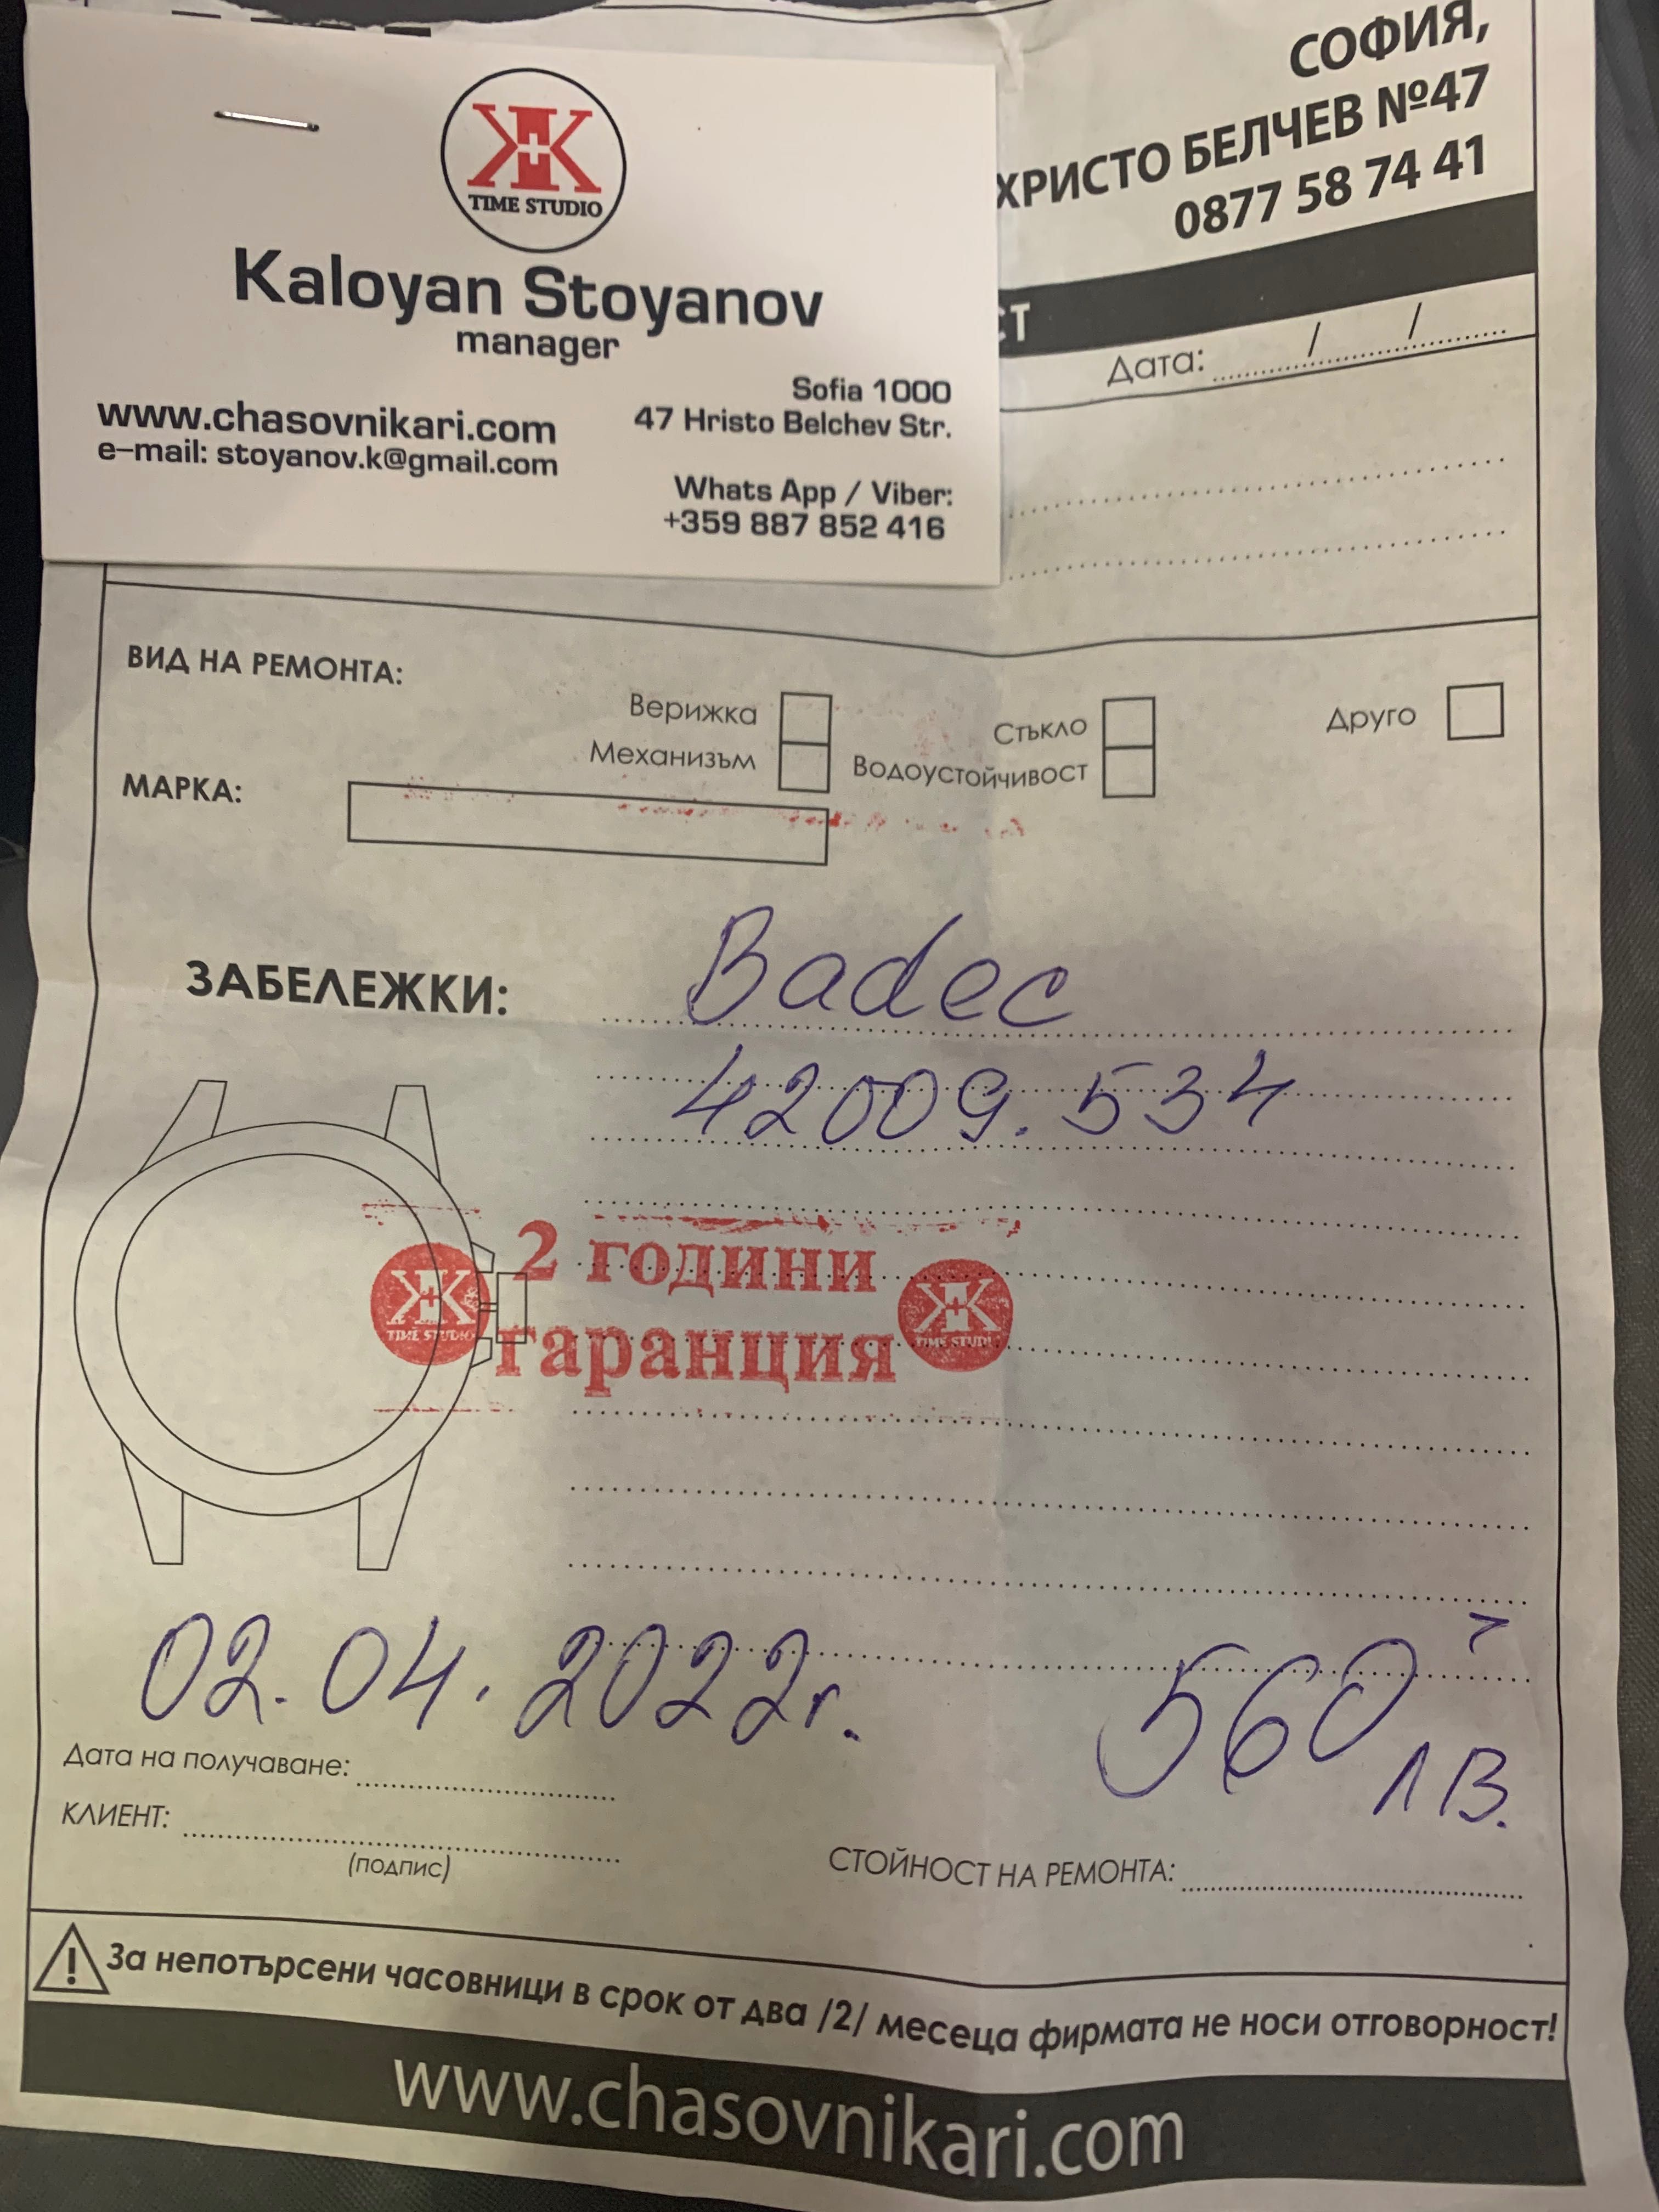 TIME STUDIO
Kaloyan Stoyanov
manager
www.chasovnikari.com
e-mail: stoyanov.k@gmail.com
Sofia 1000
47 Hristo Belchev Str.
Whats App / Viber:
+359 887 852 416
СОФИЯ,
ХРИСТО БЕЛЧЕВ №47
0877 58 74 41
Дата: / /
ВИД НА РЕМОНТА:
Верижка
Механизъм
Стъкло
Водоустойчивост
Друго
МАРКА:
ЗАБЕЛЕЖКИ:
Badec
42009.534
2 години
гаранция
TIME STUDIO
TIME STUDIO
02.04.2022г.
560
лв.
Дата на получаване:
КЛИЕНТ:
(подпис)
СТОЙНОСТ НА РЕМОНТА:
За непотърсени часовници в срок от два /2/ месеца фирмата не носи отговорност!
www.chasovnikari.com